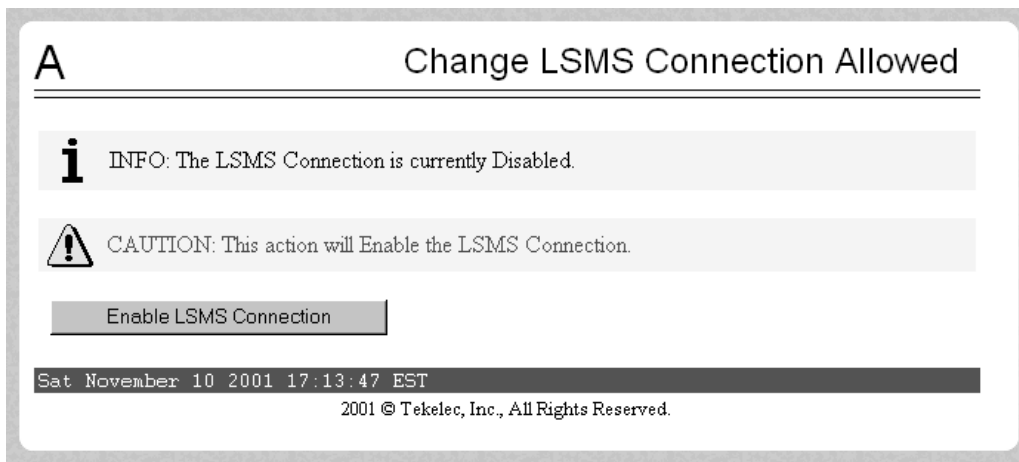 A
Change LSMS Connection Allowed
INFO: The LSMS Connection is currently Disabled.
CAUTION: This action will Enable the LSMS Connection.
Enable LSMS Connection
Sat November 10 2001 17:13:47 EST
2001 © Tekelec, Inc., All Rights Reserved.